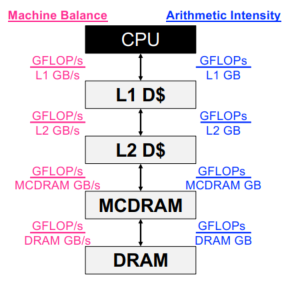 Machine Balance Arithmetic Intensity
CPU
GFLOP/s GFLOPs
L1 GB/s L1 GB
L1 D$
GFLOP/s GFLOPs
L2 GB/s L2 GB
L2 D$
GFLOP/s GFLOPs
MCDRAM GB/s MCDRAM GB
MCDRAM
GFLOP/s GFLOPs
DRAM GB/s DRAM GB
DRAM